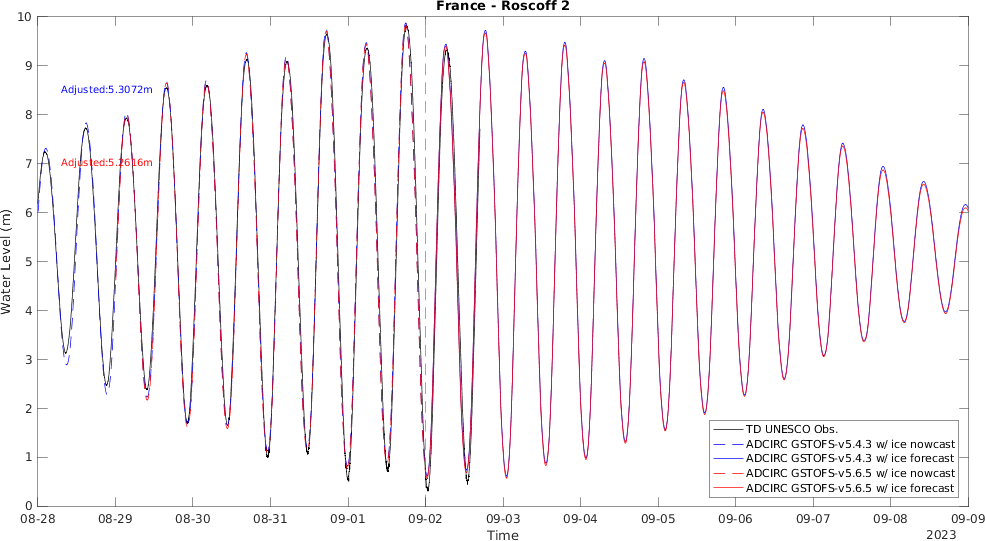 France - Roscoff 2
10
9
8
7
6
5
4
3
2
1
0
Water Level (m)
Adjusted:5.3072m
Adjusted:5.2616m
TD UNESCO Obs.
ADCIRC GSTOFS-v5.4.3 w/ ice nowcast
ADCIRC GSTOFS-v5.4.3 w/ ice forecast
ADCIRC GSTOFS-v5.6.5 w/ ice nowcast
ADCIRC GSTOFS-v5.6.5 w/ ice forecast
08-28 08-29 08-30 08-31 09-01 09-02 09-03 09-04 09-05 09-06 09-07 09-08 09-09
Time
2023